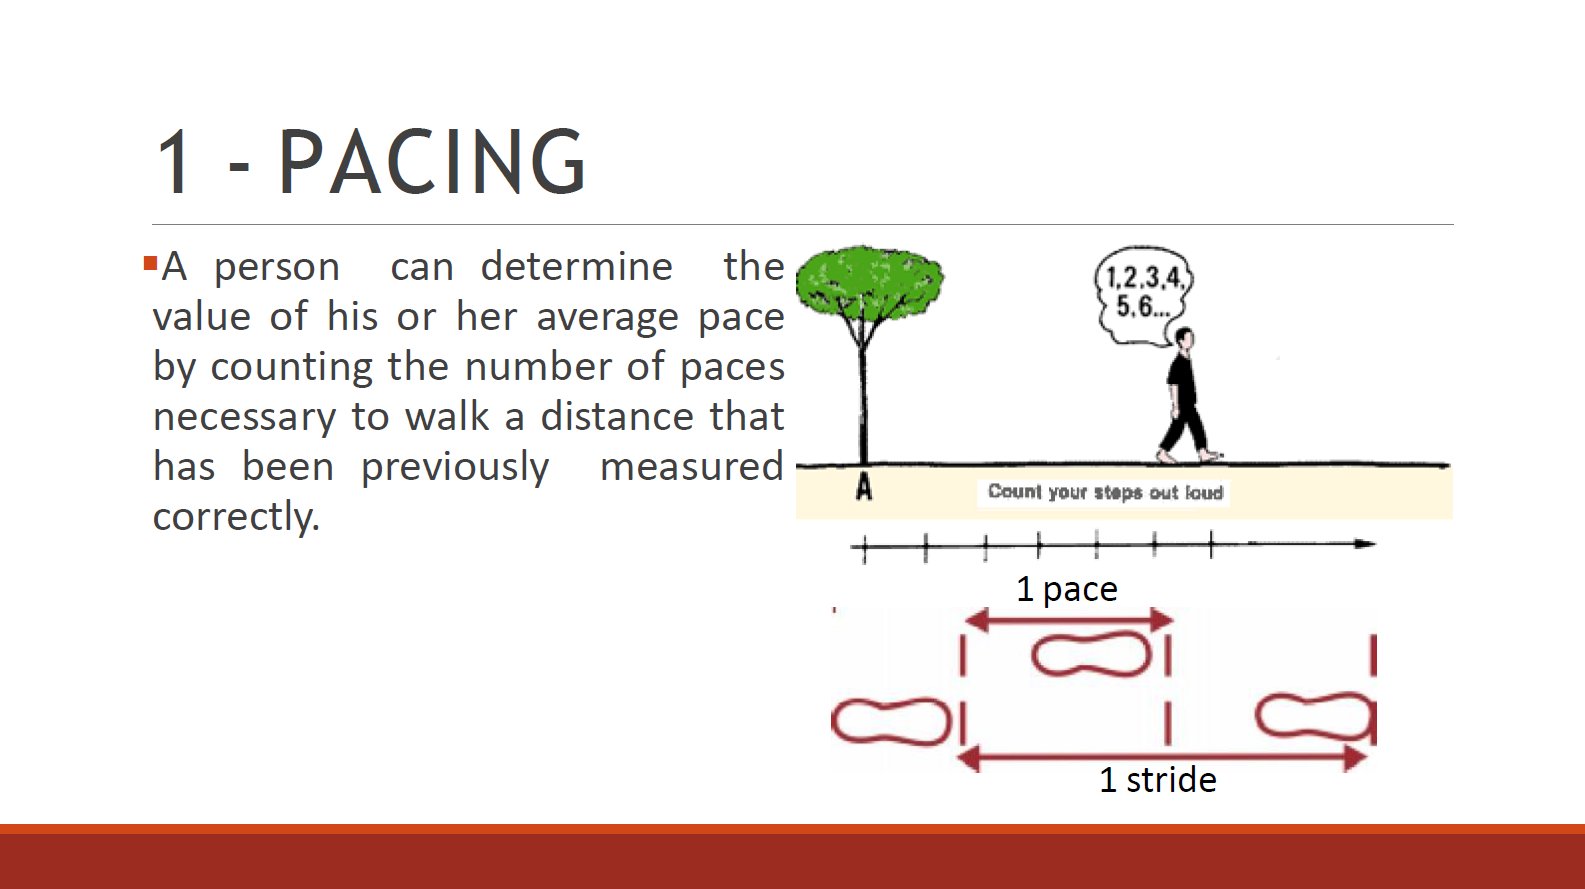 1 - PACING
▪A person can determine the
value of his or her average pace
by counting the number of paces
necessary to walk a distance that
has been previously measured
correctly.
1,2,3,4,
5,6...
A
Count your steps out loud
1 pace
1 stride